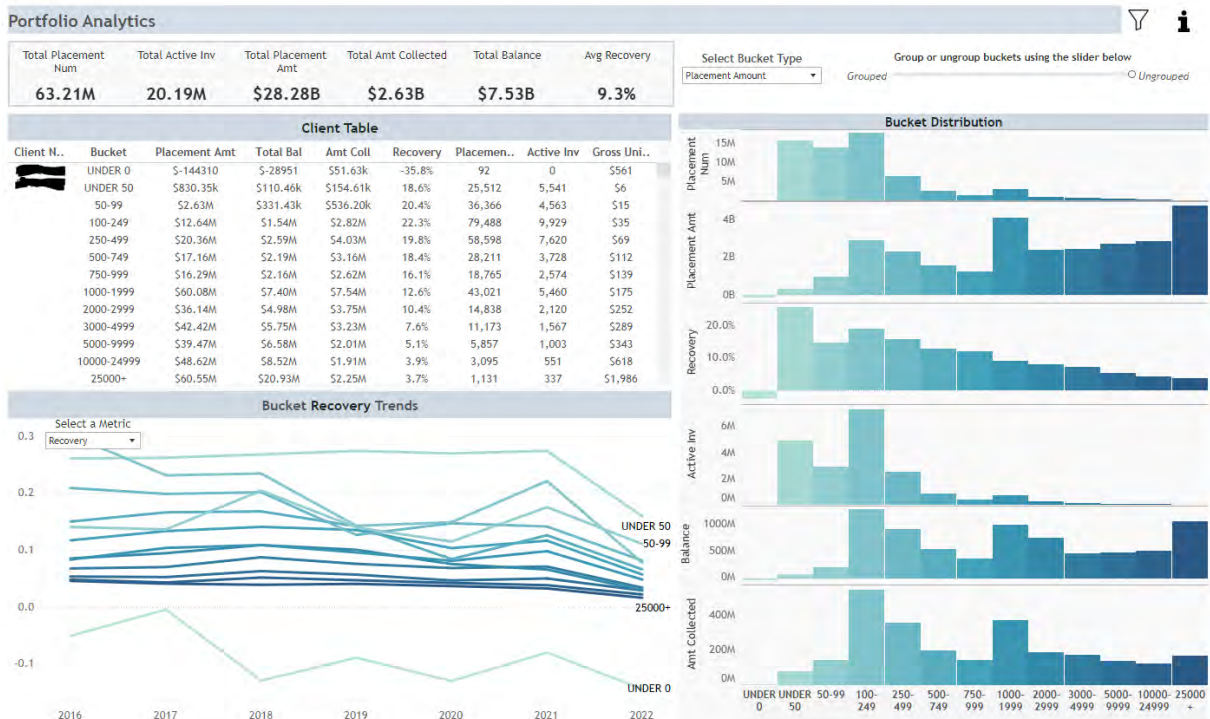 Portfolio Analytics
Total Placement Num
Total Active Inv
Total Placement Amt
Total Amt Collected
Total Balance
Avg Recovery
63.21M 20.19M $28.28B $2.63B $7.53B 9.3%
Select Bucket Type
Placement Amount
Group or ungroup buckets using the slider below
Grouped Ungrouped
Client Table
Client N.. Bucket Placement Amt Total Bal Amt Coll Recovery Placemen.. Active Inv Gross Uni..
UNDER 0 $-144310 $-28951 $51.63k -35.8% 92 0 $561
UNDER 50 $830.35k $110.46k $154.61k 18.6% 25,512 5,541 $6
50-99 $2.63M $331.43k $536.20k 20.4% 36,366 4,563 $15
100-249 $12.64M $1.54M $2.82M 22.3% 79,488 9,929 $35
250-499 $20.36M $2.59M $4.03M 19.8% 58,598 7,620 $69
500-749 $17.16M $2.19M $3.16M 18.4% 28,211 3,728 $112
750-999 $16.29M $2.16M $2.62M 16.1% 18,765 2,574 $139
1000-1999 $60.08M $7.40M $7.54M 12.6% 43,021 5,460 $175
2000-2999 $36.14M $4.98M $3.75M 10.4% 14,838 2,120 $252
3000-4999 $42.42M $5.75M $3.23M 7.6% 11,173 1,567 $289
5000-9999 $39.47M $6.58M $2.01M 5.1% 5,857 1,003 $343
10000-24999 $48.62M $8.52M $1.91M 3.9% 3,095 551 $618
25000+ $60.55M $20.93M $2.25M 3.7% 1,131 337 $1,986
Bucket Recovery Trends
Select a Metric
Recovery
0.3
0.2
0.1
0.0
-0.1
UNDER 50
50-99
25000+
UNDER 0
2016 2017 2018 2019 2020 2021 2022
Bucket Distribution
Placement Num
15M
10M
5M
Placement Amt
4B
2B
0B
Recovery
20.0%
10.0%
0.0%
Active Inv
6M
4M
2M
0M
Balance
1000M
500M
0M
Amt Collected
400M
200M
0M
UNDER 0
UNDER 50
50-99
100-249
250-499
500-749
750-999
1000-1999
2000-2999
3000-4999
5000-9999
10000-24999
25000+